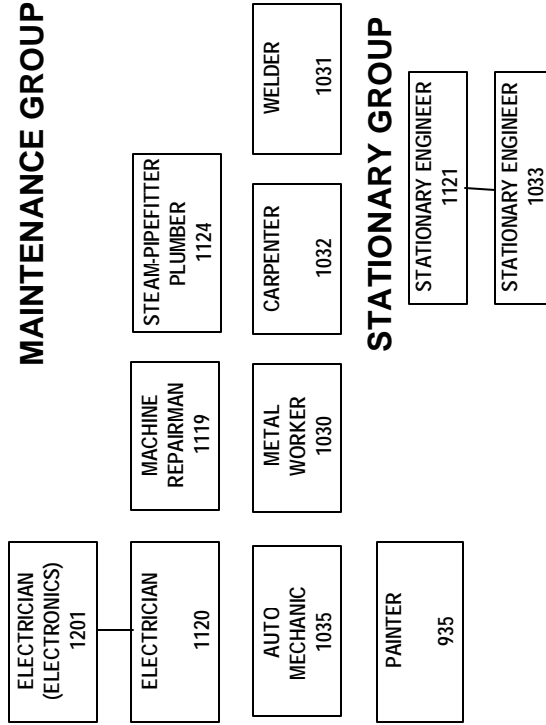 MAINTENANCE GROUP
ELECTRICIAN
(ELECTRONICS)
1201
ELECTRICIAN
1120
MACHINE
REPAIRMAN
1119
STEAM-PIPEFITTER
PLUMBER
1124
AUTO
MECHANIC
1035
METAL
WORKER
1030
CARPENTER
1032
WELDER
1031
PAINTER
935
STATIONARY GROUP
STATIONARY ENGINEER
1121
STATIONARY ENGINEER
1033